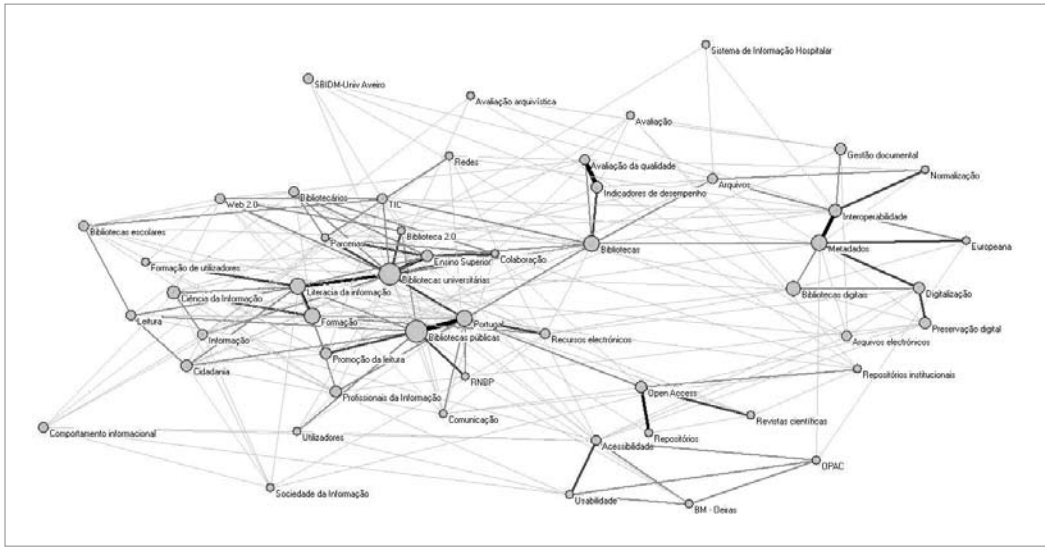 Sistema de Informação Hospitalar
SBIDM-Univ Aveiro
Avaliação arquivística
Avaliação
Gestão documental
Redes
Avaliação da qualidade
Normalização
Arquivos
Indicadores de desempenho
Bibliotecários
Web 2.0
TIC
Interoperabilidade
Bibliotecas escolares
Biblioteca 2.0
Parcerias
Bibliotecas
Metadados
Europeana
Ensino Superior
Colaboração
Formação de utilizadores
Bibliotecas universitárias
Literacia da informação
Ciência da Informação
Bibliotecas digitais
Digitalização
Leitura
Formação
Portugal
Preservação digital
Informação
Bibliotecas públicas
Recursos electrónicos
Arquivos electrónicos
Promoção da leitura
Cidadania
RNBP
Repositórios institucionais
Profissionais da Informação
Open Access
Comunicação
Revistas científicas
Comportamento informacional
Utilizadores
Repositórios
Acessibilidade
OPAC
Sociedade da Informação
Usabilidade
BM - Deixas